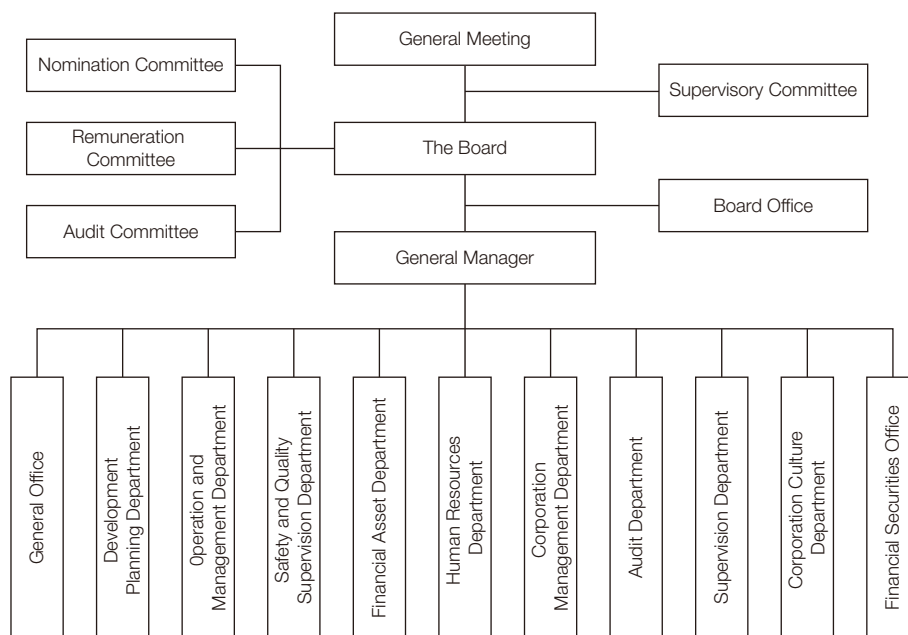 General Meeting
Nomination Committee
Supervisory Committee
Remuneration
Committee
The Board
Board Office
Audit Committee
General Manager
General Office
Development
Planning Department
0peration and
Management Department
Safety and Quality
Supervision Department
Financial Asset Department
Human Resources
Department
Corporation
Management Department
Audit Department
Supervision Department
Corporation Culture
Department
Financial Securities Office